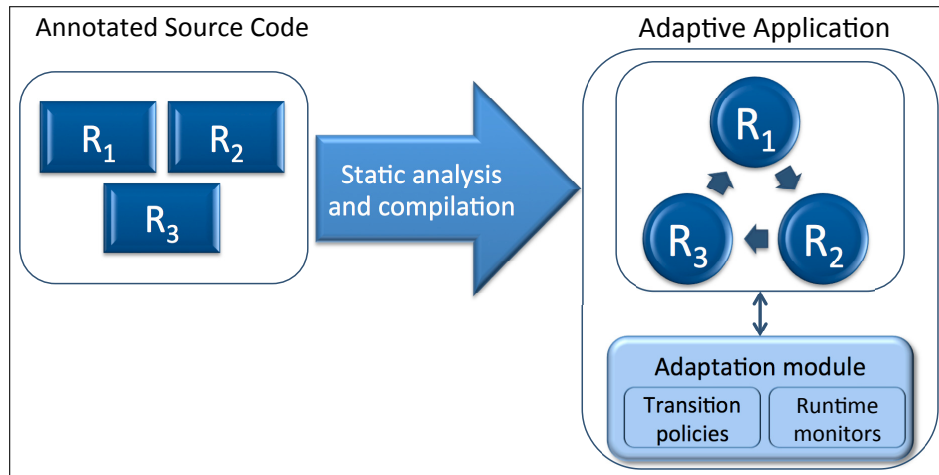 Annotated Source Code
Adaptive Application
R1
R2
R3
Static analysis
and compilation
R1
R3
R2
Adaptation module
Transition
policies
Runtime
monitors